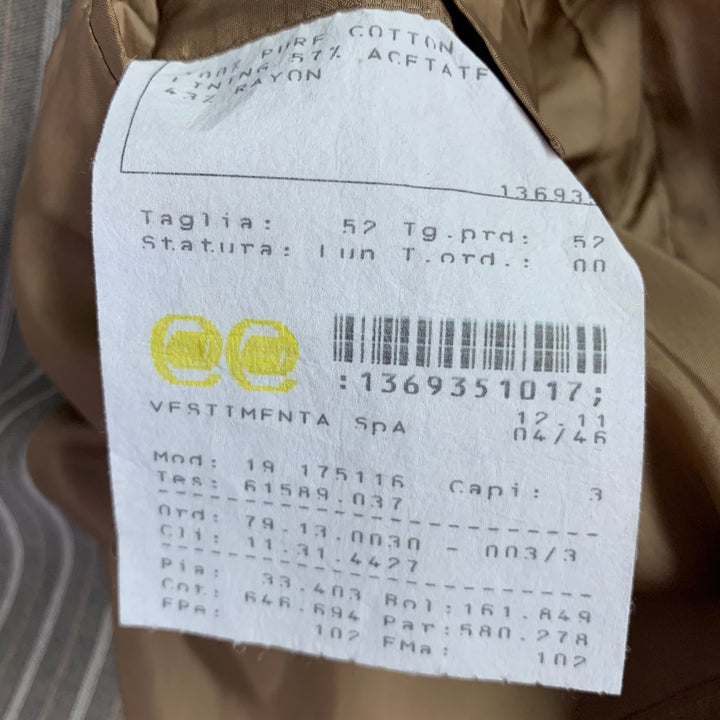 100% PURE COTTON
LINING 57% ACETATE
43% RAYON
13693
Taglia: 52 Tg.prd: 52
Statura: lun T.ord.: 00
:1369351017;
VESTIMENTA SpA
12.11
04/46
Mod: 19 175116 Capi: 3
Tes: 61589.037
Ord: 79.13.0030 - 003/3
Cli: 11.31.4427
Pia: 33.403 Rol:161.849
Cot: 646.694 Par:580.278
FPe: 102 FMa: 102